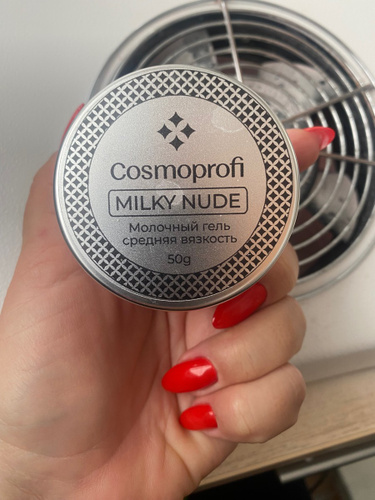 Cosmoprofi
MILKY NUDE
Молочный гель
средняя вязкость
50g